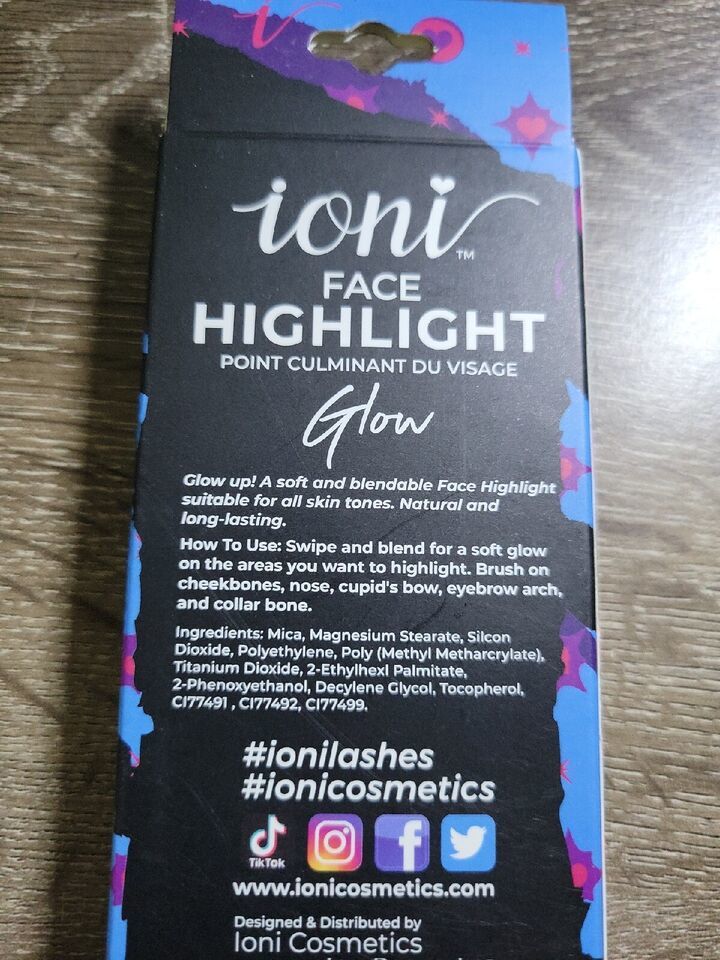 ioni™
FACE
HIGHLIGHT
POINT CULMINANT DU VISAGE
Glow
Glow up! A soft and blendable Face Highlight
suitable for all skin tones. Natural and
long-lasting.
How To Use: Swipe and blend for a soft glow
on the areas you want to highlight. Brush on
cheekbones, nose, cupid's bow, eyebrow arch,
and collar bone.
Ingredients: Mica, Magnesium Stearate, Silcon
Dioxide, Polyethylene, Poly (Methyl Metharcrylate),
Titanium Dioxide, 2-Ethylhexl Palmitate,
2-Phenoxyethanol, Decylene Glycol, Tocopherol,
CI77491 , CI77492, CI77499.
#ionilashes
#ionicosmetics
TikTok
www.ionicosmetics.com
Designed & Distributed by
Ioni Cosmetics